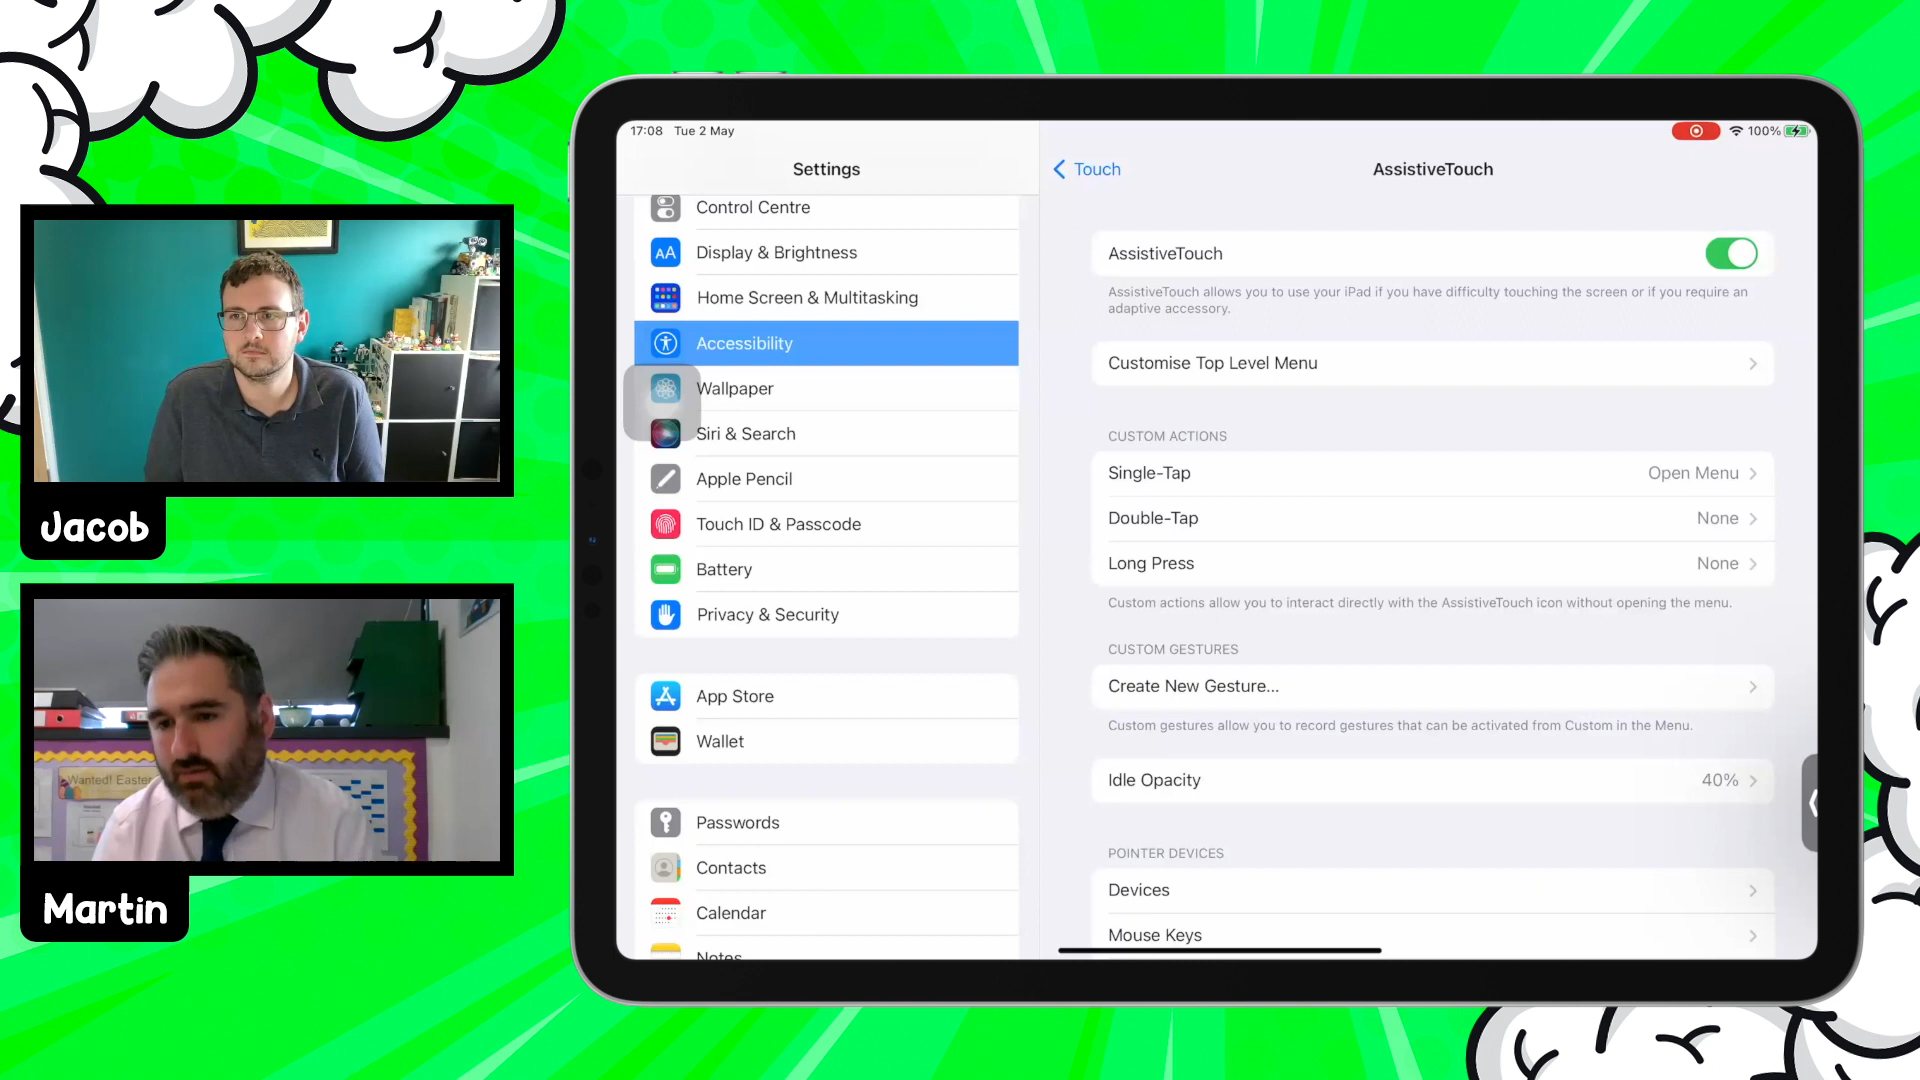 17:08 Tue 2 May
100%
Settings
Touch
AssistiveTouch
Control Centre
AA
Display & Brightness
Home Screen & Multitasking
Accessibility
Wallpaper
Siri & Search
Apple Pencil
Touch ID & Passcode
Battery
Privacy & Security
App Store
Wallet
Passwords
Contacts
Calendar
Notes
AssistiveTouch
AssistiveTouch allows you to use your iPad if you have difficulty touching the screen or if you require an
adaptive accessory.
Customise Top Level Menu
CUSTOM ACTIONS
Single-Tap Open Menu
Double-Tap None
Long Press None
Custom actions allow you to interact directly with the AssistiveTouch icon without opening the menu.
CUSTOM GESTURES
Create New Gesture...
Custom gestures allow you to record gestures that can be activated from Custom in the Menu.
Idle Opacity 40%
POINTER DEVICES
Devices
Mouse Keys
Jacob
Wanted! Easter
Martin